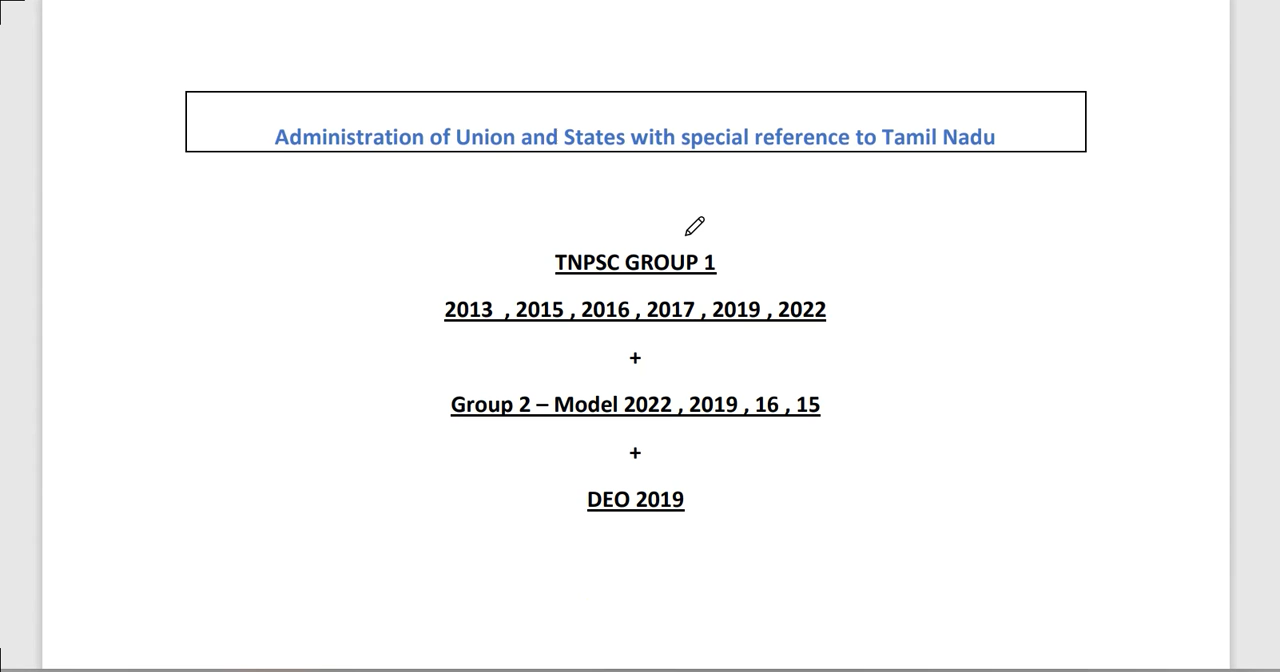 Administration of Union and States with special reference to Tamil Nadu
TNPSC GROUP 1
2013 , 2015 , 2016 , 2017 , 2019 , 2022
+
Group 2 – Model 2022 , 2019 , 16 , 15
+
DEO 2019